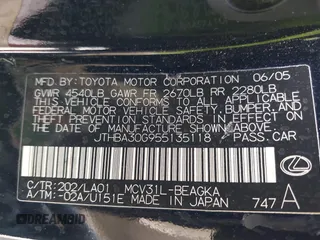 MFD. BY: TOYOTA MOTOR CORPORATION 06/05
GVWR 4540LB GAWR FR 2670LB RR 2280LB
THIS VEHICLE CONFORMS TO ALL APPLICABLE
FEDERAL MOTOR VEHICLE SAFETY, BUMPER, AND
THEFT PREVENTION STANDARDS IN EFFECT ON
THE DATE OF MANUFACTURE SHOWN ABOVE.
JTHBA30G955135118 PASS.CAR
C/TR:202/LA01 MCV31L-BEAGKA
A/TM:-02A/U151E MADE IN JAPAN 747 A
DREAMBID